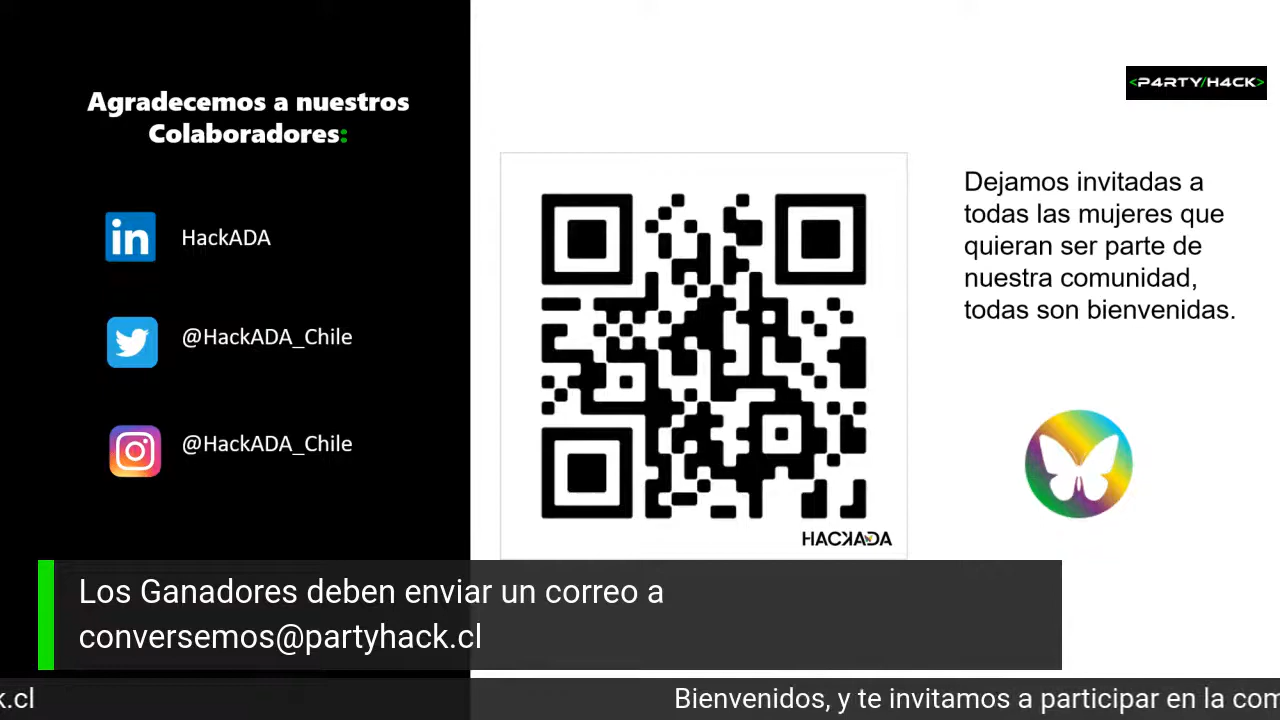 Agradecemos a nuestros
Colaboradores:
HackADA
@HackADA_Chile
@HackADA_Chile
<P4RTY/H4CK>
Dejamos invitadas a
todas las mujeres que
quieran ser parte de
nuestra comunidad,
todas son bienvenidas.
HACKADA
Los Ganadores deben enviar un correo a
conversemos@partyhack.cl
k.cl
Bienvenidos, y te invitamos a participar en la com